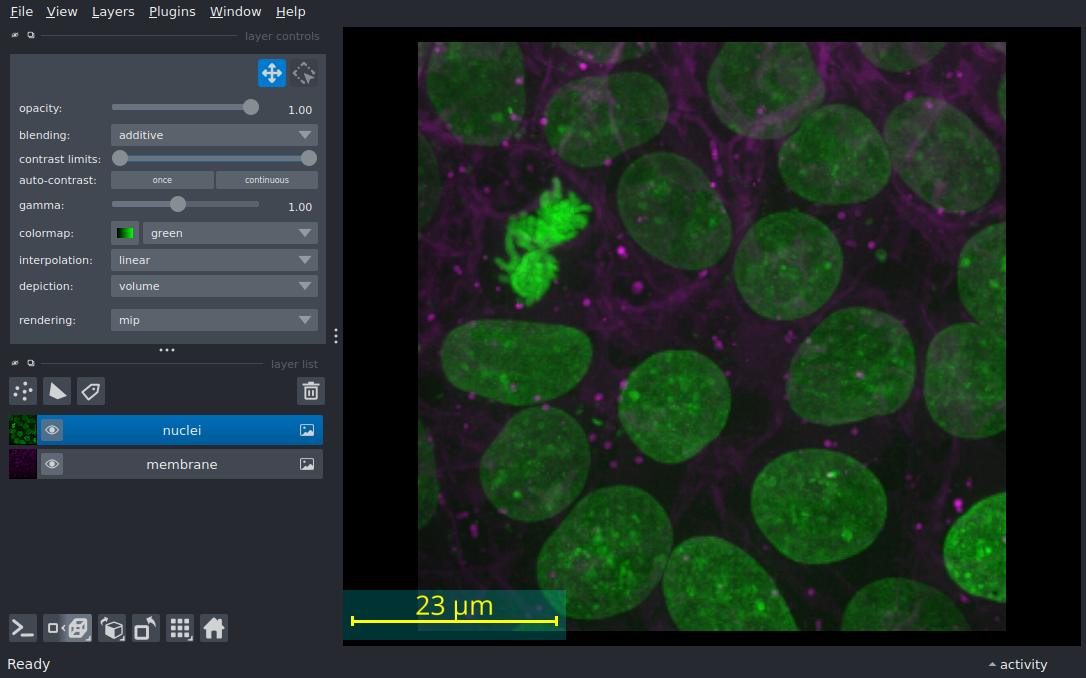 File View Layers Plugins Window Help
layer controls
opacity: 1.00
blending: additive
contrast limits:
auto-contrast: once continuous
gamma: 1.00
colormap: green
interpolation: linear
depiction: volume
rendering: mip
layer list
nuclei
membrane
23 µm
Ready activity